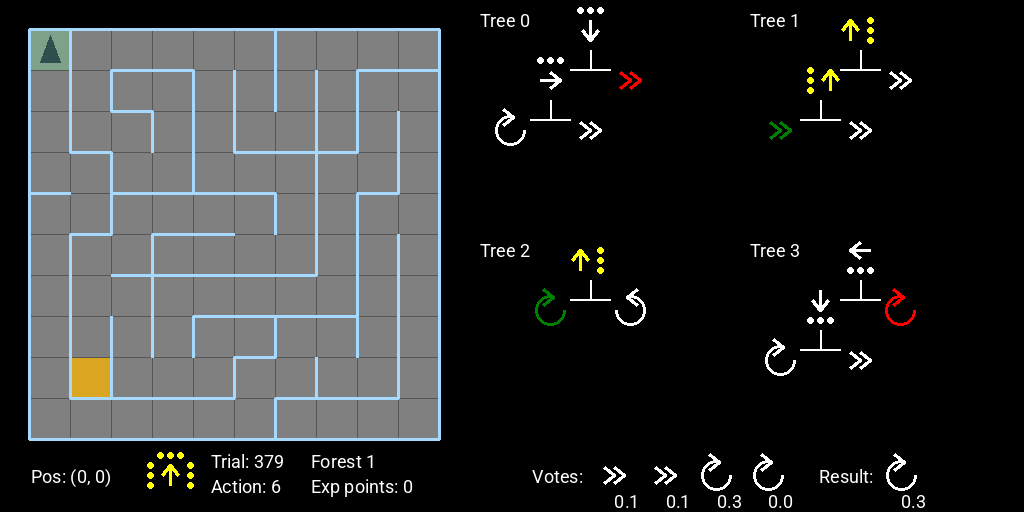 Tree 0
Tree 1
Tree 2
Tree 3
Pos: (0, 0)
Trial: 379
Forest 1
Action: 6
Exp points: 0
Votes:
0.1
0.1
0.3
0.0
Result:
0.3